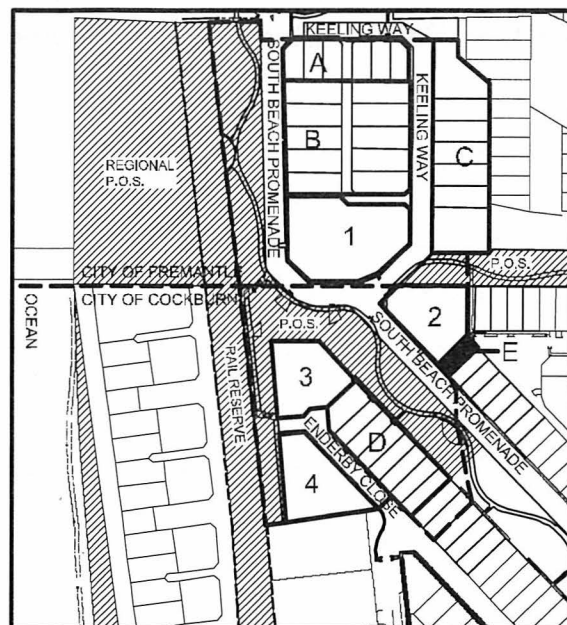 KEELING WAY
SOUTH BEACH PROMENADE
A
KEELING WAY
B
C
REGIONAL
P.O.S.
1
P.O.S.
CITY OF FREMANTLE
CITY OF COCKBURN
OCEAN
P.O.S.
2
E
SOUTH BEACH PROMENADE
RAIL RESERVE
3
D
ENDERBY CLOSE
4